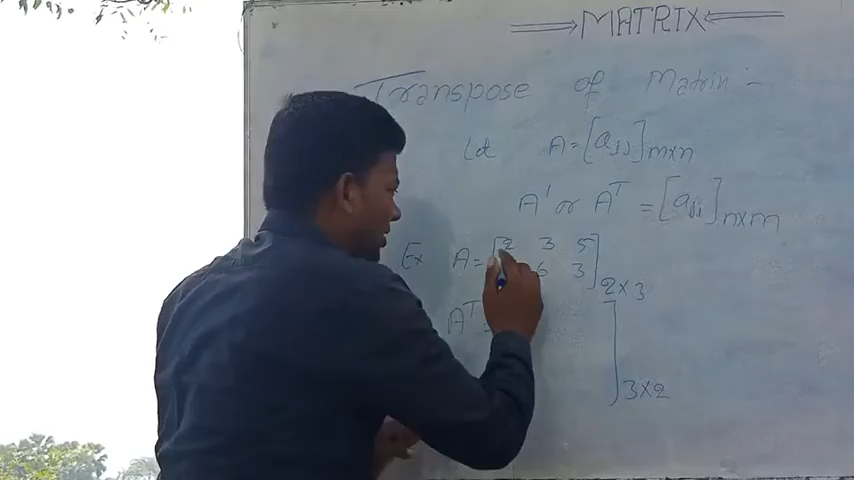 MATRIX
Transpose of Matrix :-
Let A = [aij]m×n
A' or Aᵀ = [aji]n×m
Ex A = [2 3 5
6 3]2×3
Aᵀ = ]3×2